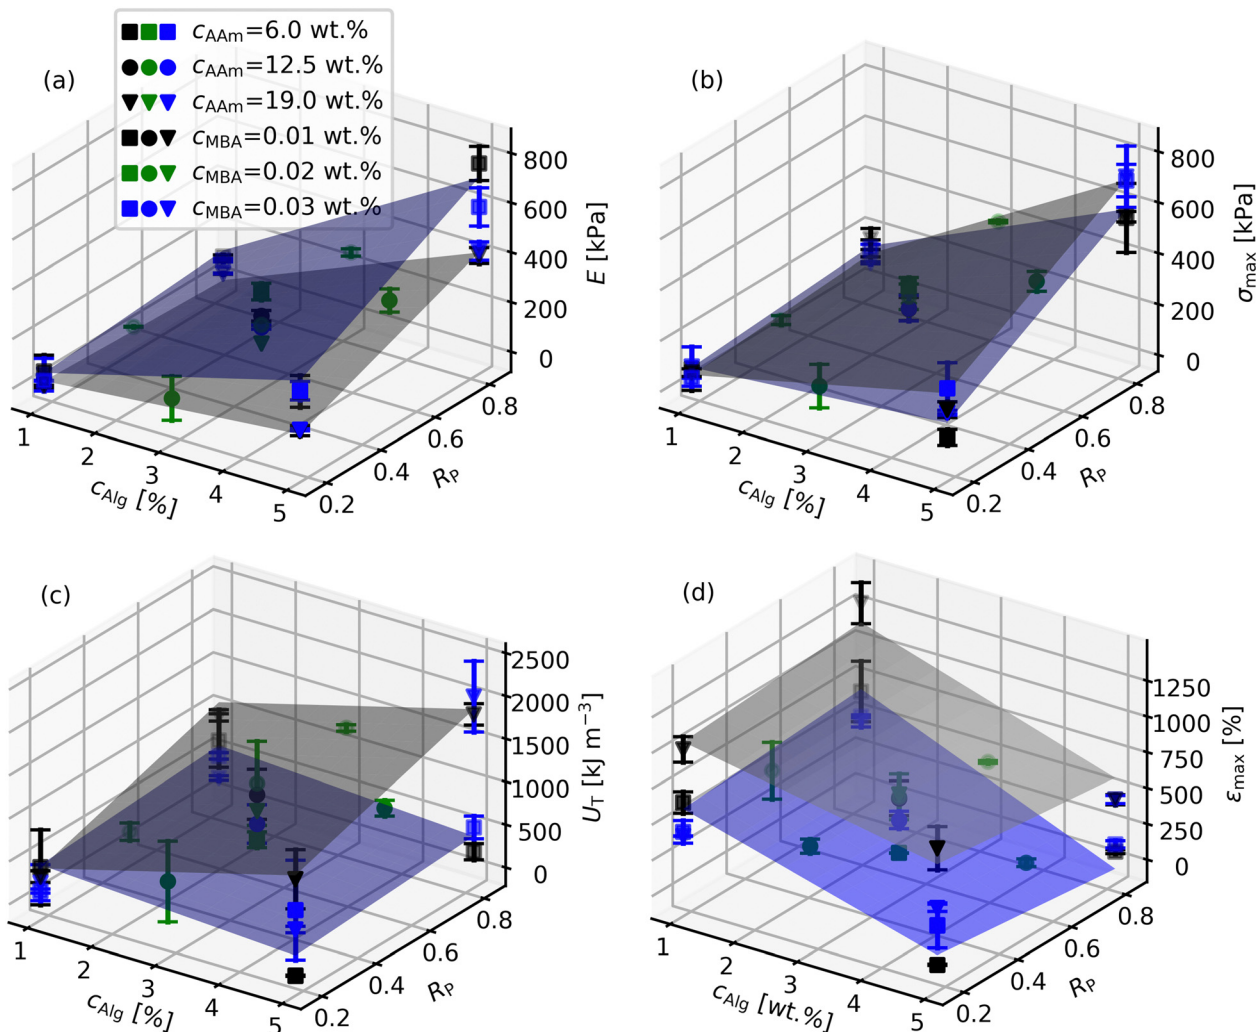 c_AAm=6.0 wt.%
c_AAm=12.5 wt.%
c_AAm=19.0 wt.%
c_MBA=0.01 wt.%
c_MBA=0.02 wt.%
c_MBA=0.03 wt.%
(a)
800
600
400
200
0
E [kPa]
1
2
3
4
5
c_Alg [%]
0.2
0.4
0.6
0.8
R_P
(b)
800
600
400
200
0
σ_max [kPa]
1
2
3
4
5
c_Alg [%]
0.2
0.4
0.6
0.8
R_P
(c)
2500
2000
1500
1000
500
0
U_T [kJ m⁻³]
1
2
3
4
5
c_Alg [%]
0.2
0.4
0.6
0.8
R_P
(d)
1250
1000
750
500
250
0
ε_max [%]
1
2
3
4
5
c_Alg [wt.%]
0.2
0.4
0.6
0.8
R_P